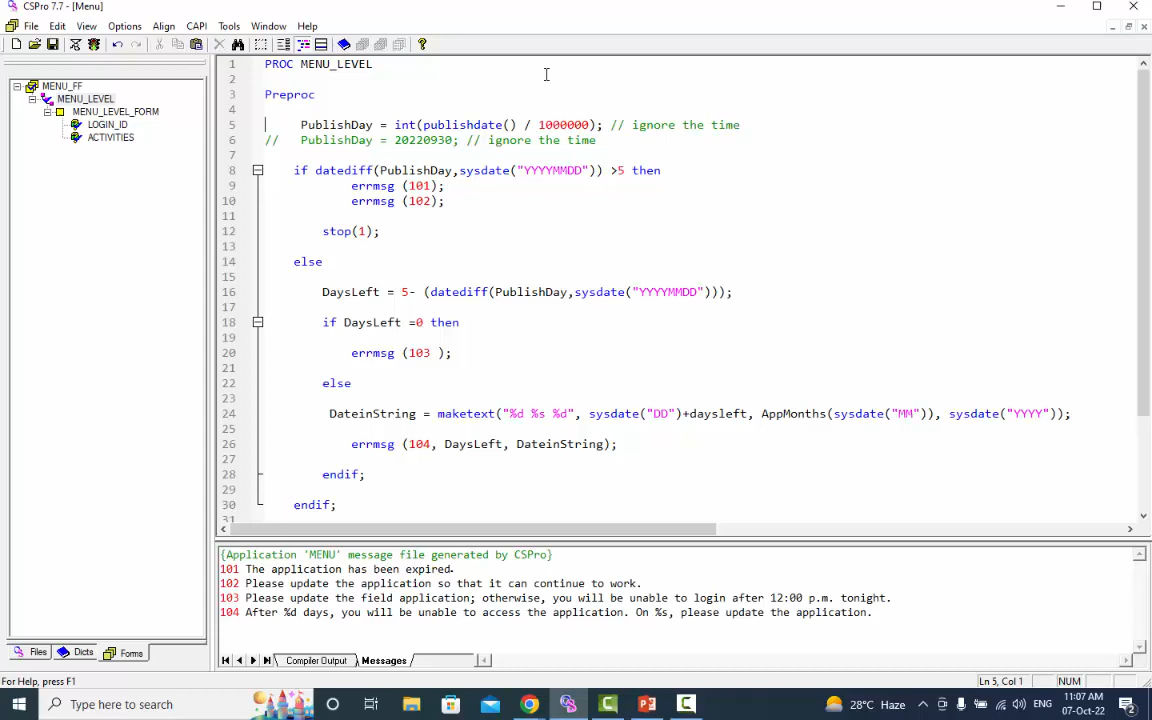 CSPro 7.7 - [Menu]
File Edit View Options Align CAPI Tools Window Help
MENU_FF
MENU_LEVEL
MENU_LEVEL_FORM
LOGIN_ID
ACTIVITIES
Files Dicts Forms
1 PROC MENU_LEVEL
2
3 Preproc
4
5 PublishDay = int(publishdate() / 1000000); // ignore the time
6 // PublishDay = 20220930; // ignore the time
7
8 if datediff(PublishDay,sysdate("YYYYMMDD")) >5 then
9 errmsg (101);
10 errmsg (102);
11
12 stop(1);
13
14 else
15
16 DaysLeft = 5- (datediff(PublishDay,sysdate("YYYYMMDD")));
17
18 if DaysLeft =0 then
19
20 errmsg (103 );
21
22 else
23
24 DateinString = maketext("%d %s %d", sysdate("DD")+daysleft, AppMonths(sysdate("MM")), sysdate("YYYY"));
25
26 errmsg (104, DaysLeft, DateinString);
27
28 endif;
29
30 endif;
31
{Application 'MENU' message file generated by CSPro}
101 The application has been expired.
102 Please update the application so that it can continue to work.
103 Please update the field application; otherwise, you will be unable to login after 12:00 p.m. tonight.
104 After %d days, you will be unable to access the application. On %s, please update the application.
Compiler Output Messages
For Help, press F1 Ln 5, Col 1 NUM
Type here to search 28°C Haze ENG 11:07 AM
07-Oct-22 2